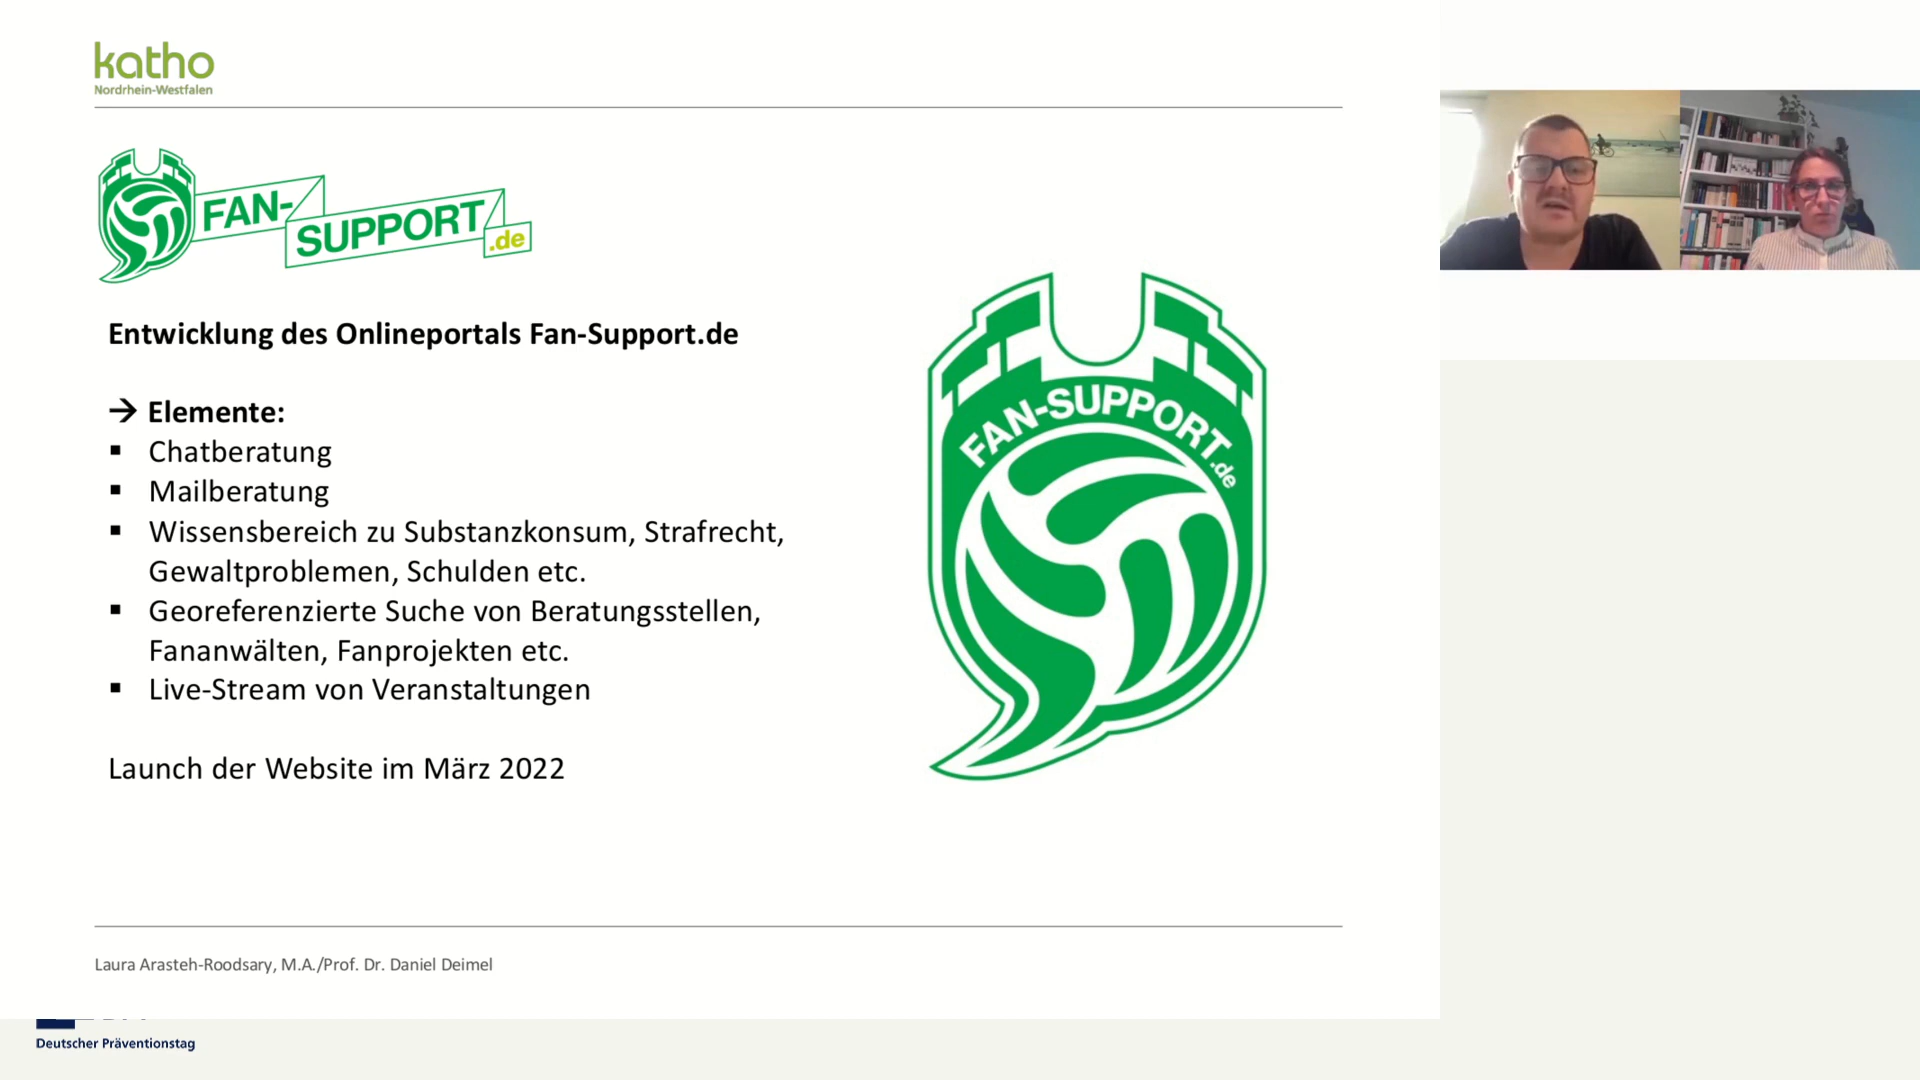 katho
Nordrhein-Westfalen
FAN-
SUPPORT
.de
Entwicklung des Onlineportals Fan-Support.de
→ Elemente:
▪ Chatberatung
▪ Mailberatung
▪ Wissensbereich zu Substanzkonsum, Strafrecht,
Gewaltproblemen, Schulden etc.
▪ Georeferenzierte Suche von Beratungsstellen,
Fananwälten, Fanprojekten etc.
▪ Live-Stream von Veranstaltungen
Launch der Website im März 2022
FAN-SUPPORT.de
Laura Arasteh-Roodsary, M.A./Prof. Dr. Daniel Deimel
Deutscher Präventionstag